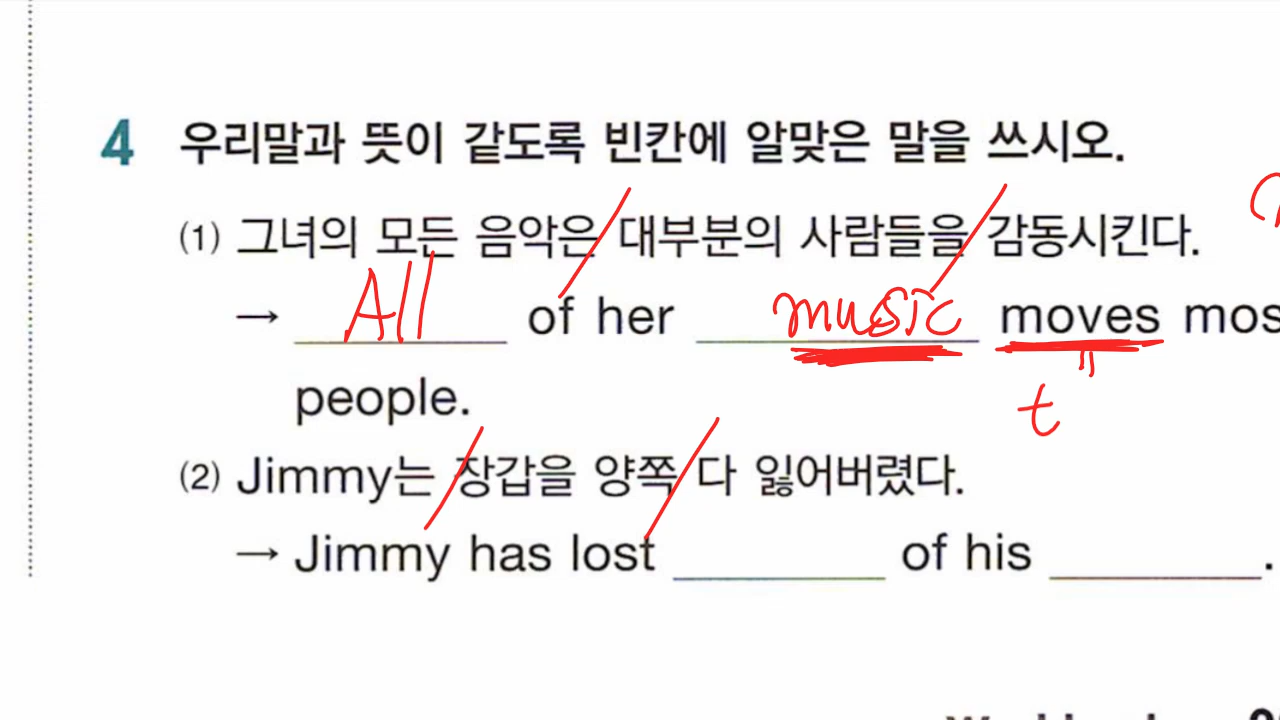 4 우리말과 뜻이 같도록 빈칸에 알맞은 말을 쓰시오.
(1) 그녀의 모든 음악은 대부분의 사람들을 감동시킨다.
→ All of her music moves mos
people.
t
(2) Jimmy는 장갑을 양쪽 다 잃어버렸다.
→ Jimmy has lost ________ of his ________.